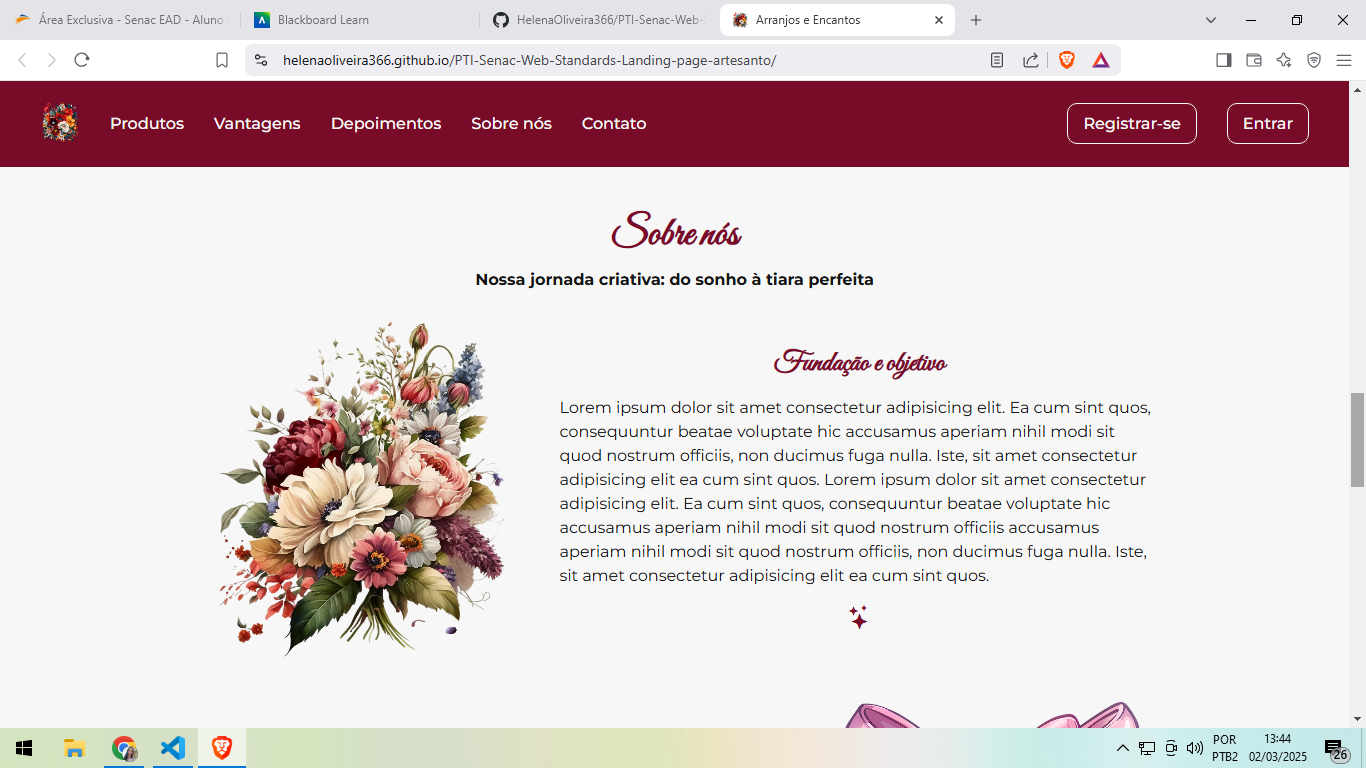 Área Exclusiva - Senac EAD - Aluno
Blackboard Learn
HelenaOliveira366/PTI-Senac-Web-S
Arranjos e Encantos
helenaoliveira366.github.io/PTI-Senac-Web-Standards-Landing-page-artesanto/
Produtos
Vantagens
Depoimentos
Sobre nós
Contato
Registrar-se
Entrar
Sobre nós
Nossa jornada criativa: do sonho à tiara perfeita
Fundação e objetivo
Lorem ipsum dolor sit amet consectetur adipisicing elit. Ea cum sint quos,
consequuntur beatae voluptate hic accusamus aperiam nihil modi sit
quod nostrum officiis, non ducimus fuga nulla. Iste, sit amet consectetur
adipisicing elit ea cum sint quos. Lorem ipsum dolor sit amet consectetur
adipisicing elit. Ea cum sint quos, consequuntur beatae voluptate hic
accusamus aperiam nihil modi sit quod nostrum officiis accusamus
aperiam nihil modi sit quod nostrum officiis, non ducimus fuga nulla. Iste,
sit amet consectetur adipisicing elit ea cum sint quos.
POR
PTB2
13:44
02/03/2025
26